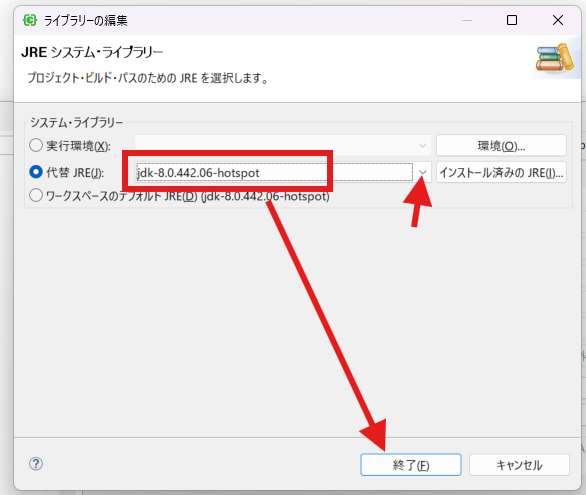 ライブラリーの編集
JRE システム・ライブラリー
プロジェクト・ビルド・パスのための JRE を選択します。
システム・ライブラリー
実行環境(X):
環境(O)...
代替 JRE(J):
jdk-8.0.442.06-hotspot
インストール済みの JRE(I)...
ワークスペースのデフォルト JRE(D) (jdk-8.0.442.06-hotspot)
終了(F)
キャンセル